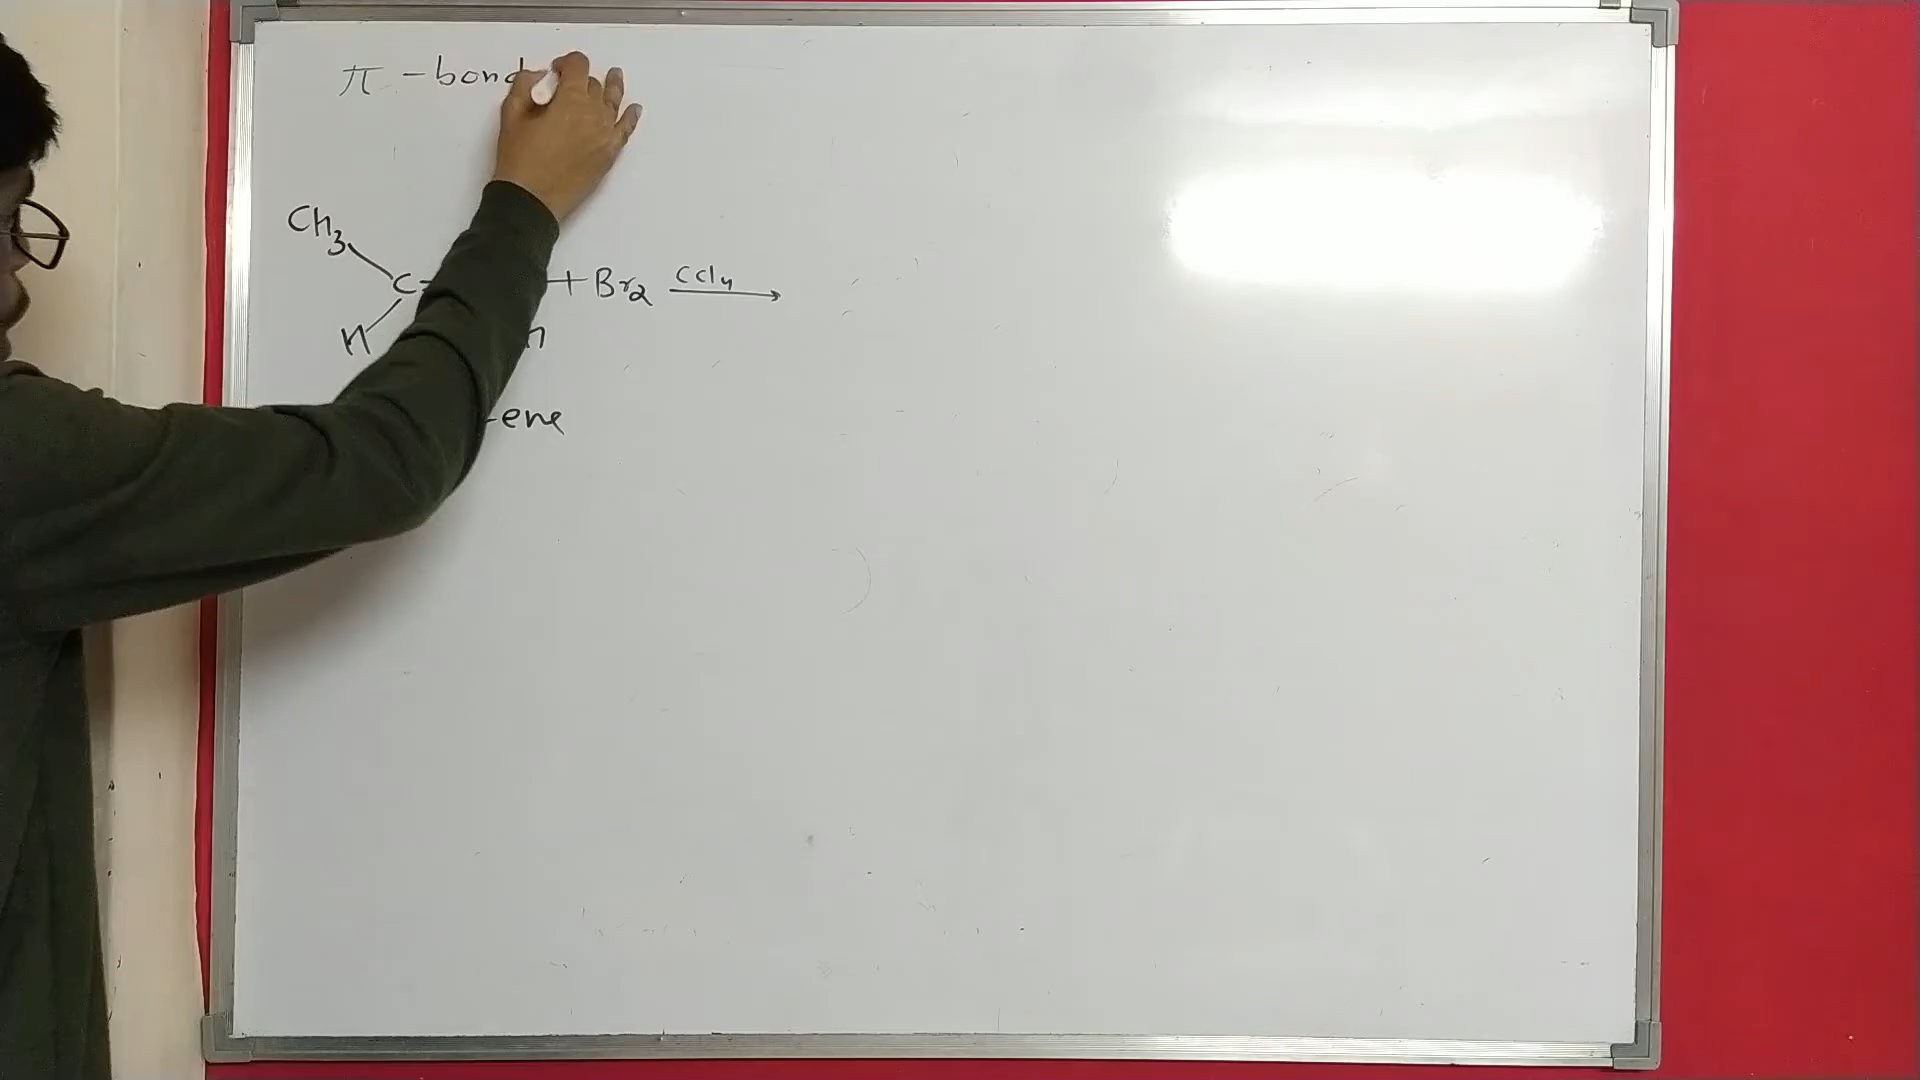 π - bond
CH3
C
+ Br2 CCl4
H H
-ene